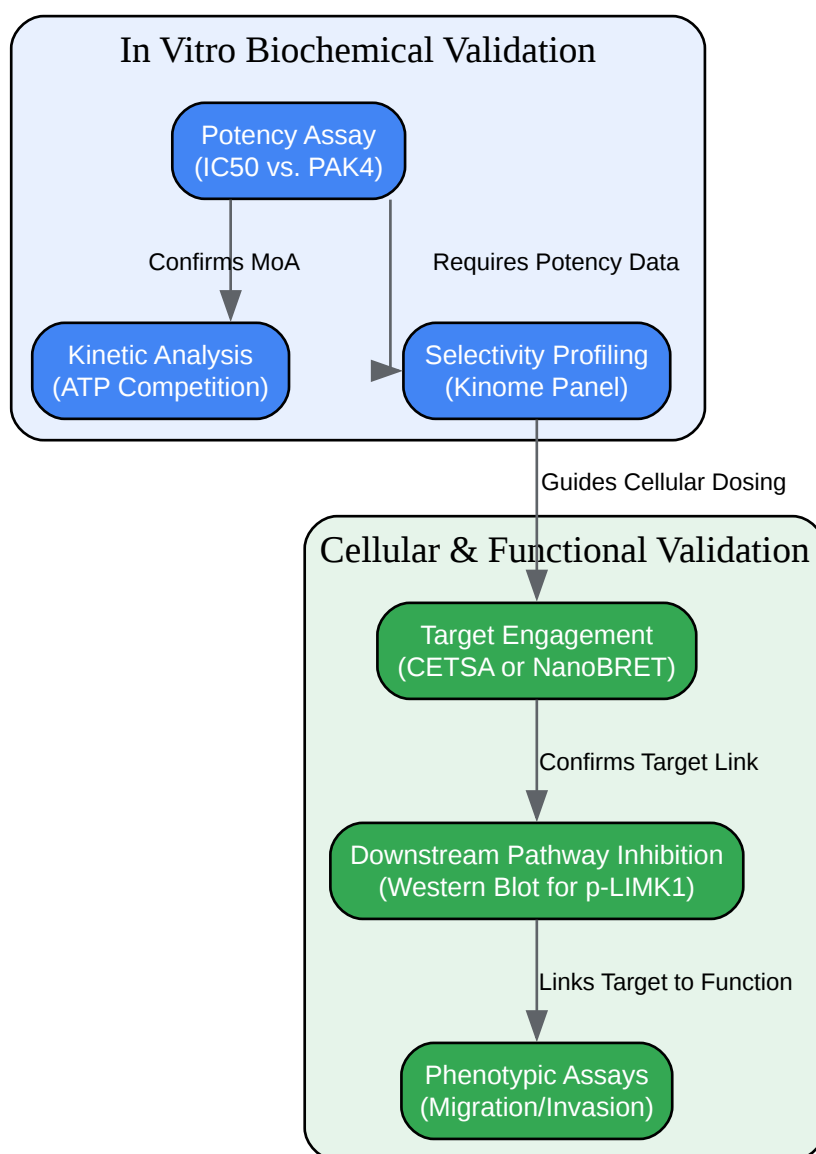 In Vitro Biochemical Validation
Potency Assay
(IC50 vs. PAK4)
Confirms MoA
Requires Potency Data
Kinetic Analysis
(ATP Competition)
Selectivity Profiling
(Kinome Panel)
Guides Cellular Dosing
Cellular & Functional Validation
Target Engagement
(CETSA or NanoBRET)
Confirms Target Link
Downstream Pathway Inhibition
(Western Blot for p-LIMK1)
Links Target to Function
Phenotypic Assays
(Migration/Invasion)